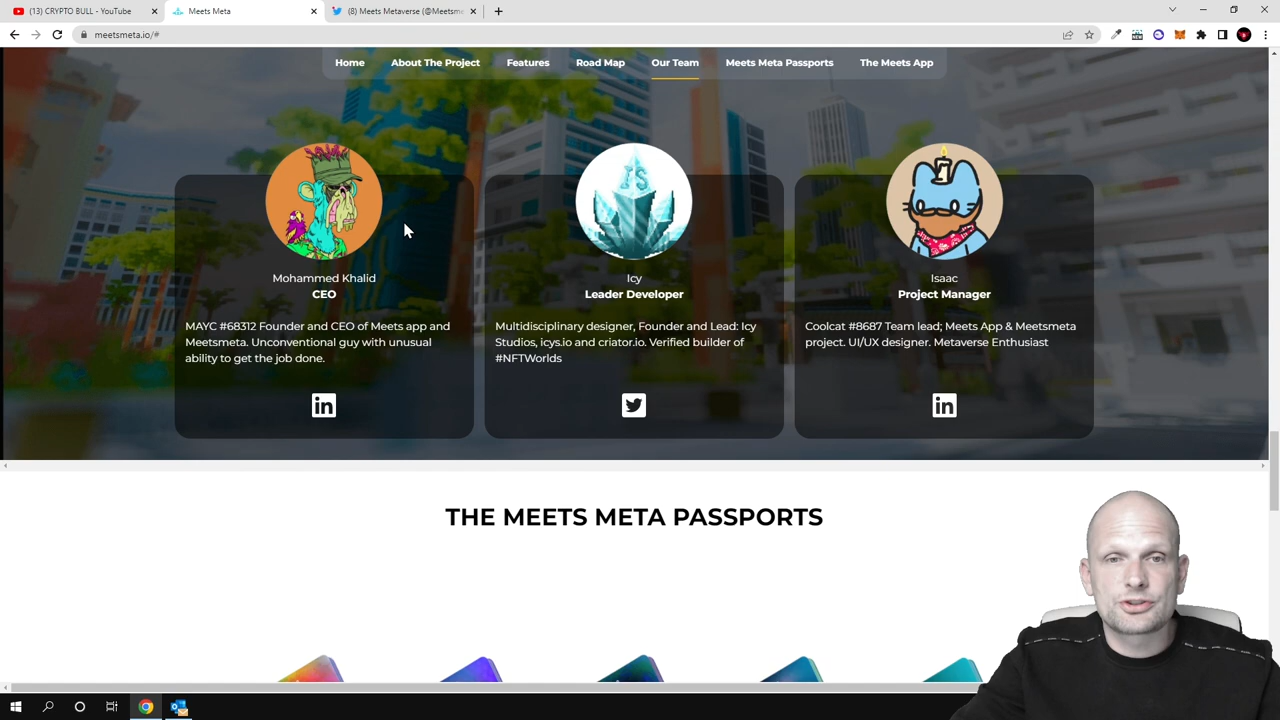 (13) CRYPTO BULL - YouTube
Meets Meta
(8) Meets Metaverse (@Meetsme
meetsmeta.io/#
Home About The Project Features Road Map Our Team Meets Meta Passports The Meets App
IS
Mohammed Khalid
CEO
MAYC #68312 Founder and CEO of Meets app and
Meetsmeta. Unconventional guy with unusual
ability to get the job done.
in
Icy
Leader Developer
Multidisciplinary designer, Founder and Lead: Icy
Studios, icys.io and criator.io. Verified builder of
#NFTWorlds
Isaac
Project Manager
Coolcat #8687 Team lead; Meets App & Meetsmeta
project. UI/UX designer. Metaverse Enthusiast
in
THE MEETS META PASSPORTS